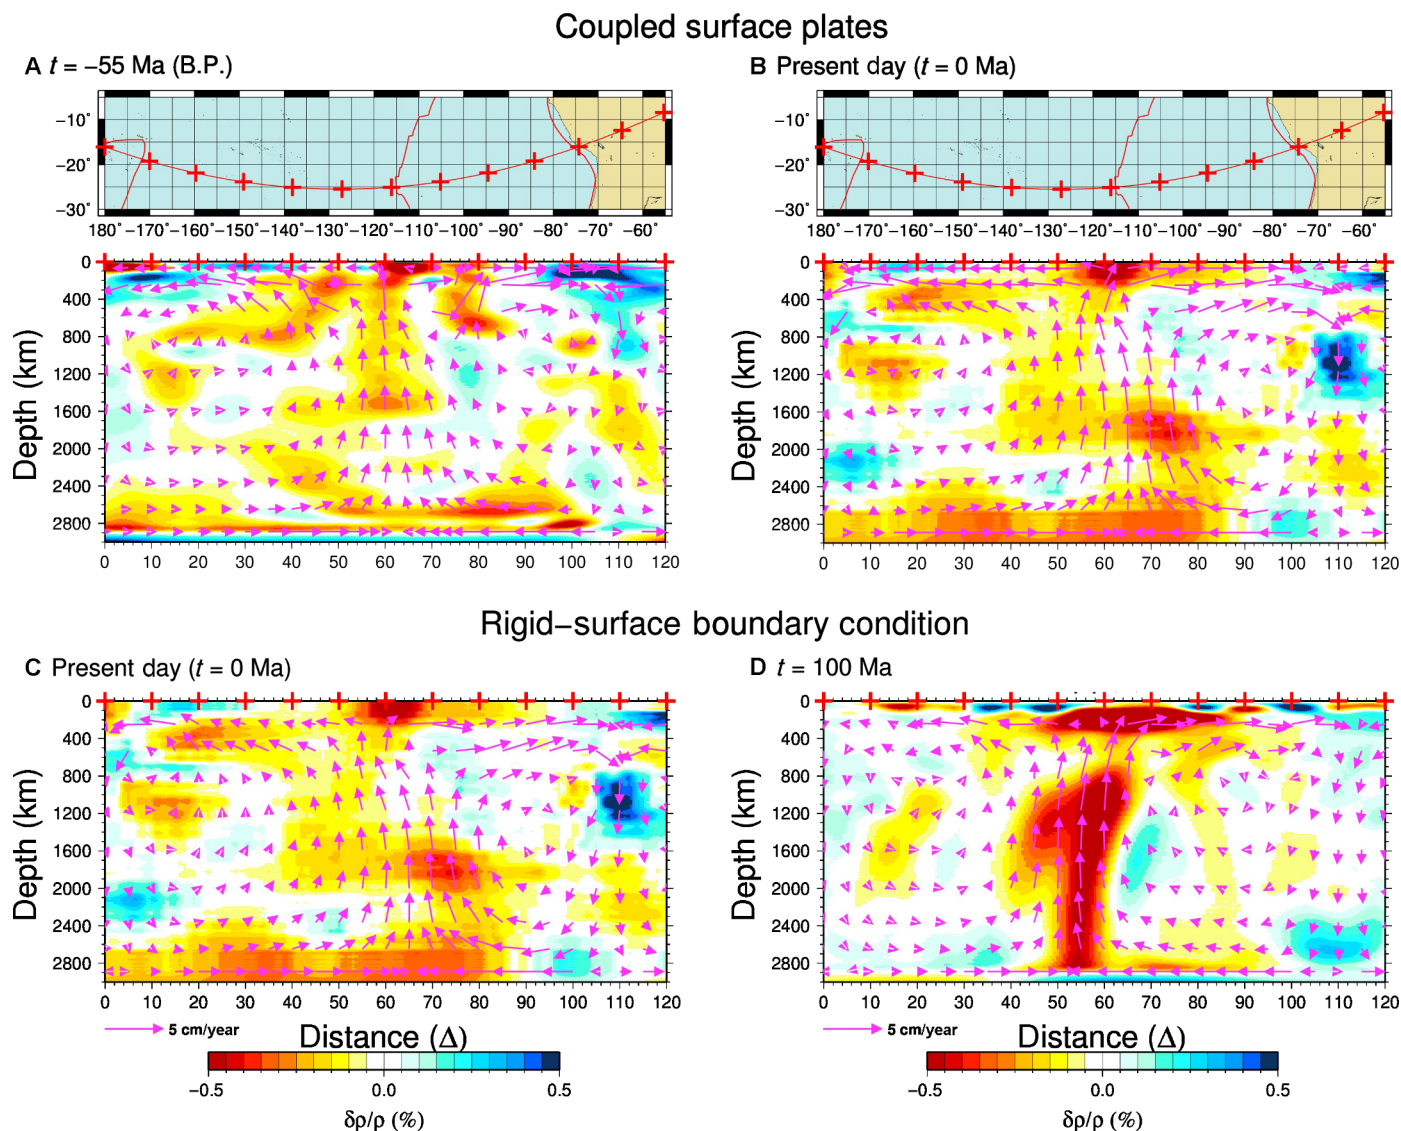 Coupled surface plates
A t = −55 Ma (B.P.)
B Present day (t = 0 Ma)
−10˚
−20˚
−30˚
180˚ −170˚ −160˚ −150˚ −140˚ −130˚ −120˚ −110˚ −100˚ −90˚ −80˚ −70˚ −60˚
−10˚
−20˚
−30˚
180˚ −170˚ −160˚ −150˚ −140˚ −130˚ −120˚ −110˚ −100˚ −90˚ −80˚ −70˚ −60˚
Depth (km)
0
400
800
1200
1600
2000
2400
2800
0 10 20 30 40 50 60 70 80 90 100 110 120
Depth (km)
0
400
800
1200
1600
2000
2400
2800
0 10 20 30 40 50 60 70 80 90 100 110 120
Rigid−surface boundary condition
C Present day (t = 0 Ma)
D t = 100 Ma
Depth (km)
0
400
800
1200
1600
2000
2400
2800
0 10 20 30 40 50 60 70 80 90 100 110 120
5 cm/year
Distance (Δ)
−0.5 0.0 0.5
δρ/ρ (%)
Depth (km)
0
400
800
1200
1600
2000
2400
2800
0 10 20 30 40 50 60 70 80 90 100 110 120
5 cm/year
Distance (Δ)
−0.5 0.0 0.5
δρ/ρ (%)